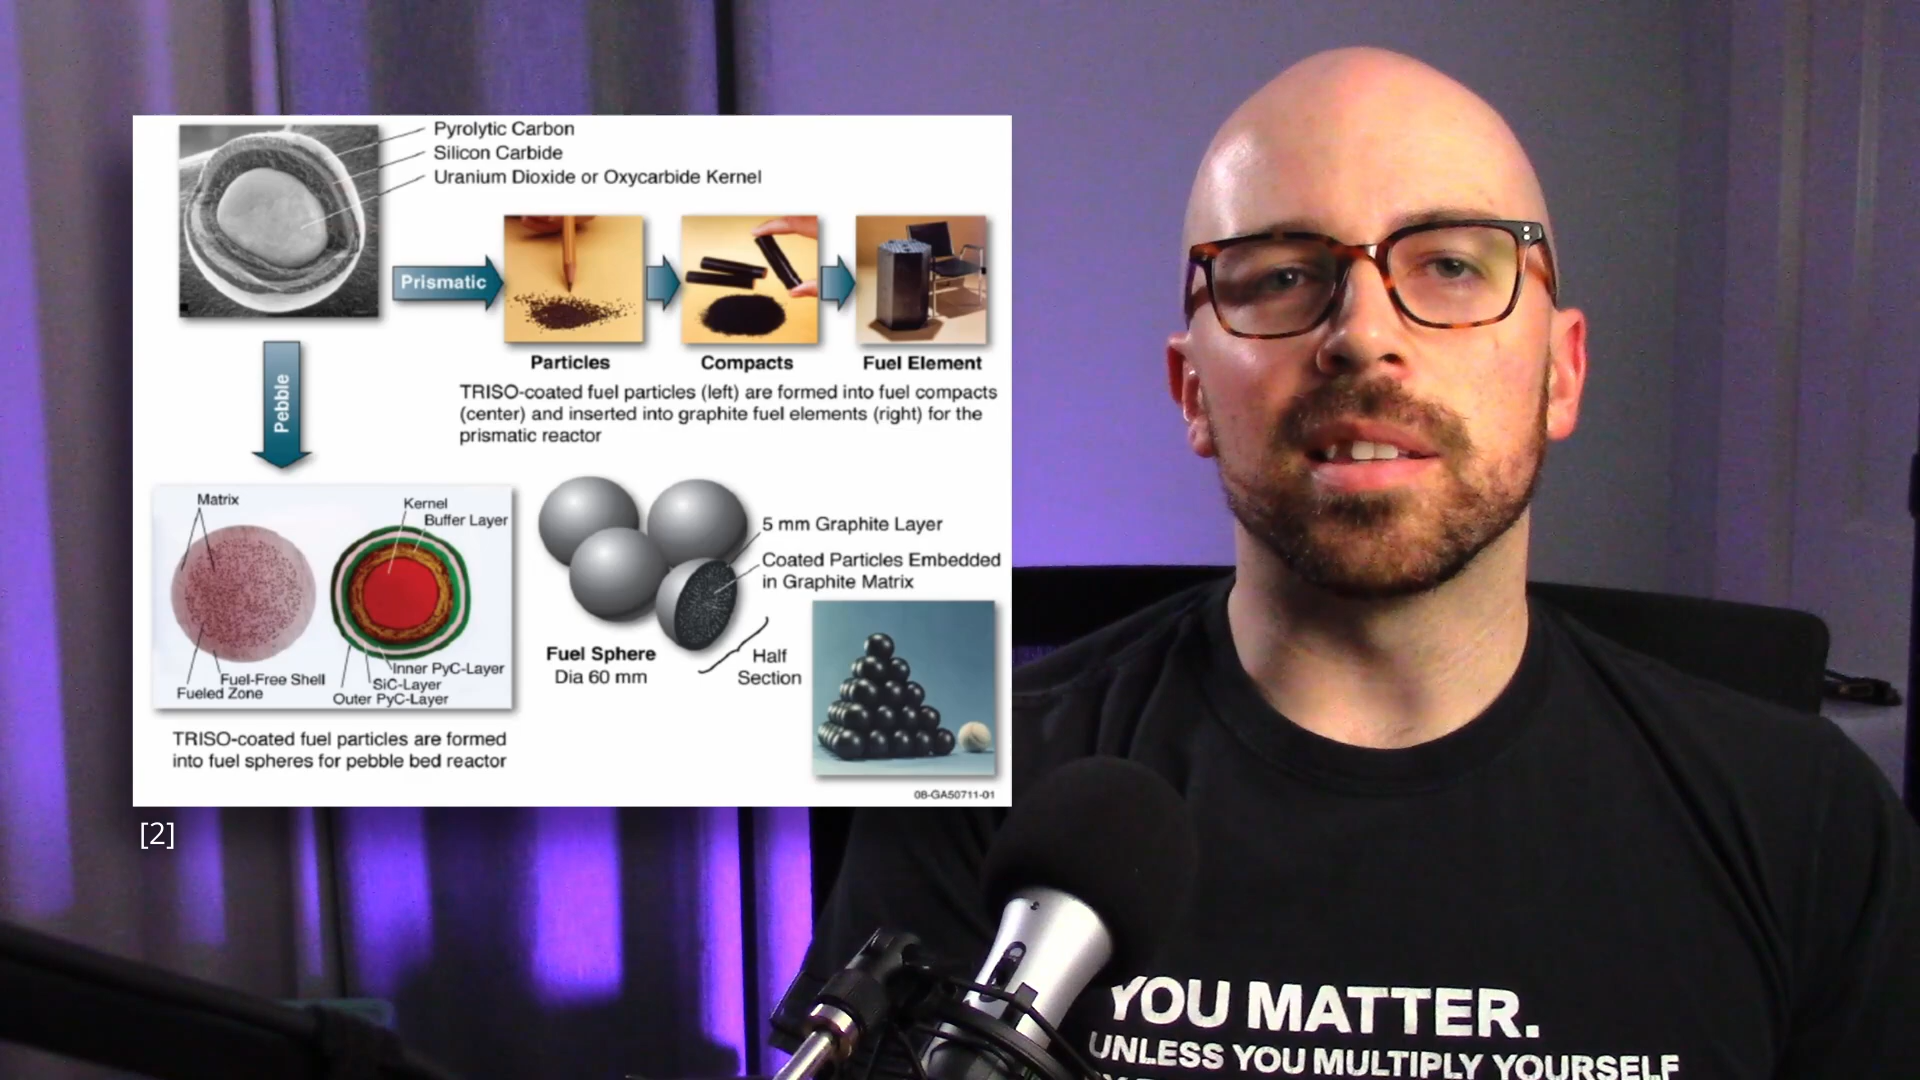 Pyrolytic Carbon
Silicon Carbide
Uranium Dioxide or Oxycarbide Kernel
Prismatic
Particles
Compacts
Fuel Element
TRISO-coated fuel particles (left) are formed into fuel compacts
(center) and inserted into graphite fuel elements (right) for the
prismatic reactor
Pebble
Matrix
Kernel
Buffer Layer
Fuel-Free Shell
Fueled Zone
Inner PyC-Layer
SiC-Layer
Outer PyC-Layer
TRISO-coated fuel particles are formed
into fuel spheres for pebble bed reactor
5 mm Graphite Layer
Coated Particles Embedded
in Graphite Matrix
Fuel Sphere
Dia 60 mm
Half
Section
08-GA50711-01
[2]
YOU MATTER.
UNLESS YOU MULTIPLY YOURSELF